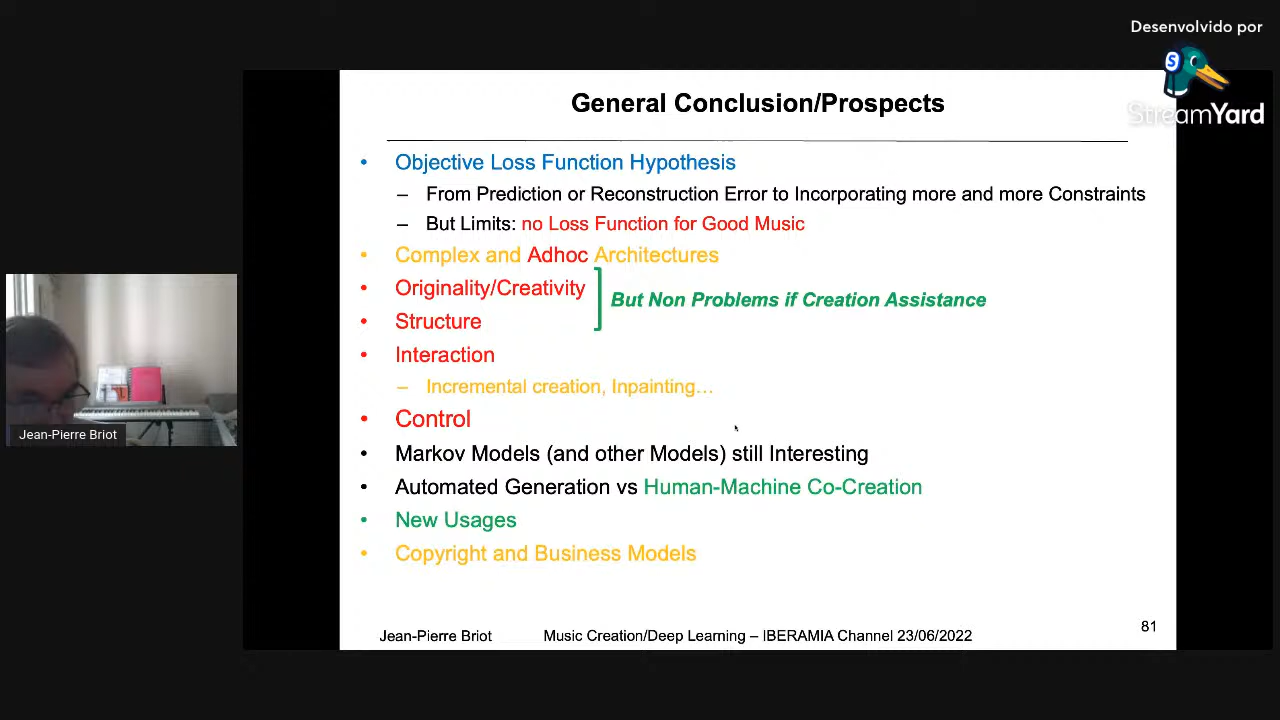 Desenvolvido por
S
StreamYard
General Conclusion/Prospects
• Objective Loss Function Hypothesis
– From Prediction or Reconstruction Error to Incorporating more and more Constraints
– But Limits: no Loss Function for Good Music
• Complex and Adhoc Architectures
• Originality/Creativity
But Non Problems if Creation Assistance
• Structure
• Interaction
– Incremental creation, Inpainting…
• Control
• Markov Models (and other Models) still Interesting
• Automated Generation vs Human-Machine Co-Creation
• New Usages
• Copyright and Business Models
Jean-Pierre Briot
Jean-Pierre Briot Music Creation/Deep Learning – IBERAMIA Channel 23/06/2022 81